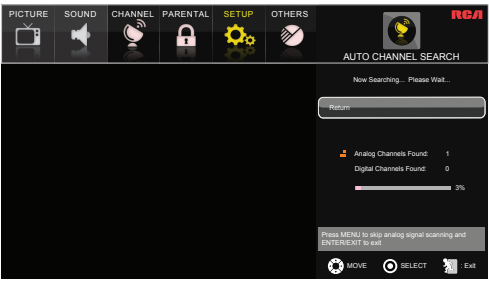 PICTURE SOUND CHANNEL PARENTAL SETUP OTHERS
RCA
AUTO CHANNEL SEARCH
Now Searching... Please Wait...
Return
Analog Channels Found: 1
Digital Channels Found: 0
3%
Press MENU to skip analog signal scanning and
ENTER/EXIT to exit
MOVE SELECT : Exit